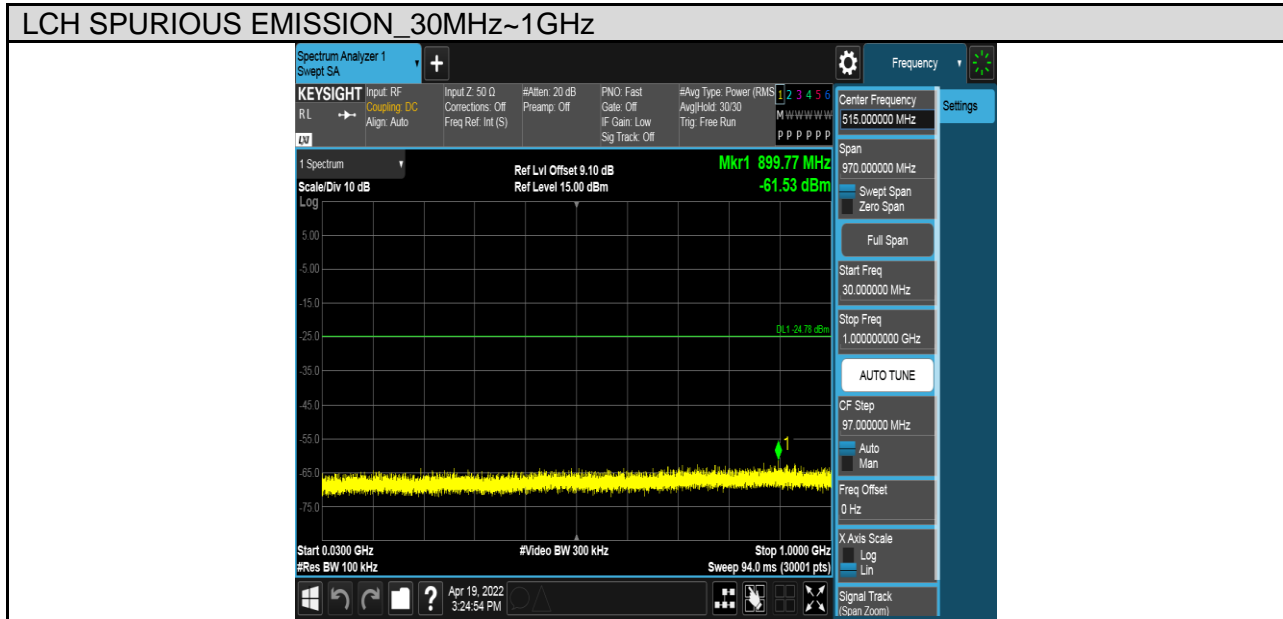 LCH SPURIOUS EMISSION_30MHz~1GHz
Spectrum Analyzer 1
Swept SA
+
Frequency
KEYSIGHT
RL
LXI
Input: RF
Coupling: DC
Align: Auto
Input Z: 50 Ω
Corrections: Off
Freq Ref: Int (S)
#Atten: 20 dB
Preamp: Off
PNO: Fast
Gate: Off
IF Gain: Low
Sig Track: Off
#Avg Type: Power (RMS
Avg|Hold: 30/30
Trig: Free Run
1 2 3 4 5 6
M W W W W W
P P P P P P
1 Spectrum
Scale/Div 10 dB
Log
Ref Lvl Offset 9.10 dB
Ref Level 15.00 dBm
Mkr1 899.77 MHz
-61.53 dBm
5.00
-5.00
-15.0
-25.0
-35.0
-45.0
-55.0
-65.0
-75.0
DL1 -24.78 dBm
1
Start 0.0300 GHz
#Res BW 100 kHz
#Video BW 300 kHz
Stop 1.0000 GHz
Sweep 94.0 ms (30001 pts)
?
Apr 19, 2022
3:24:54 PM
Center Frequency
515.000000 MHz
Span
970.000000 MHz
Swept Span
Zero Span
Full Span
Start Freq
30.000000 MHz
Stop Freq
1.000000000 GHz
AUTO TUNE
CF Step
97.000000 MHz
Auto
Man
Freq Offset
0 Hz
X Axis Scale
Log
Lin
Signal Track
(Span Zoom)
Settings